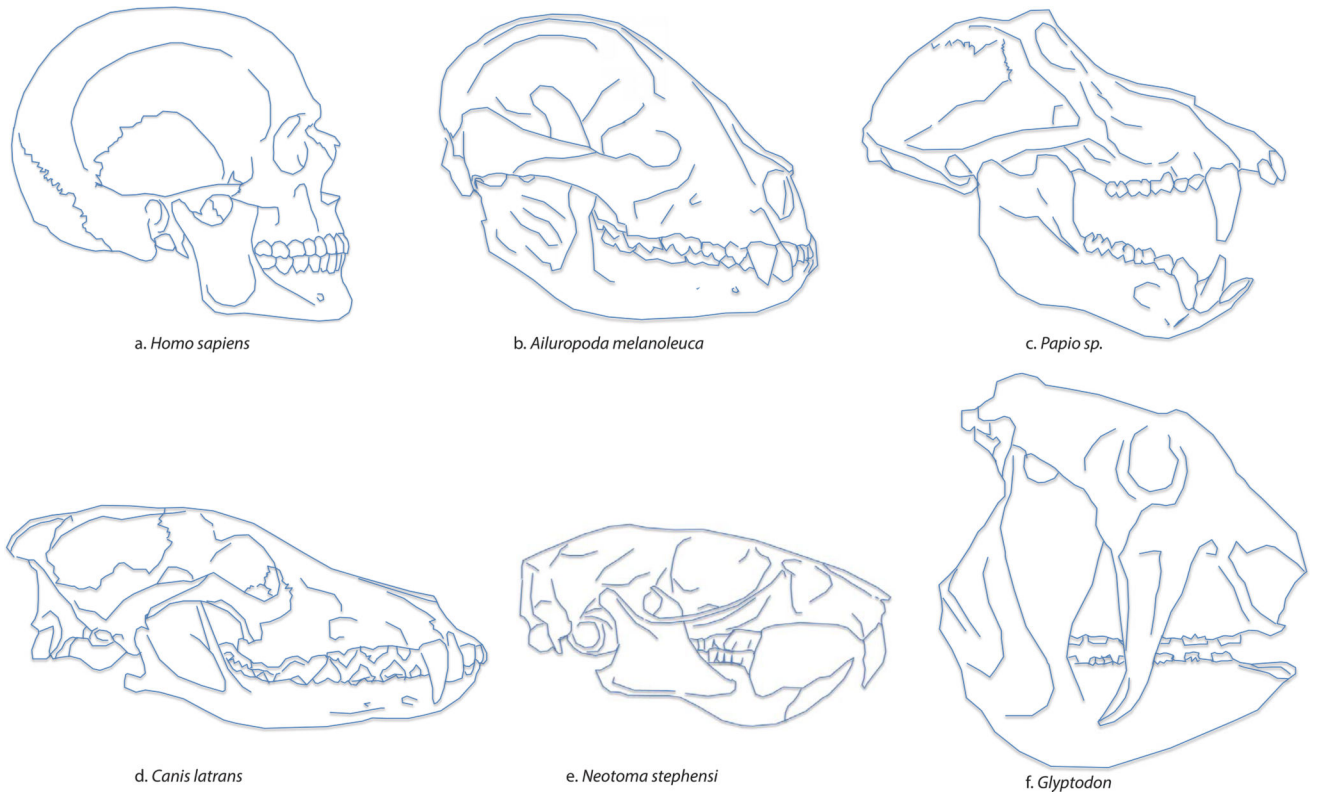 a. Homo sapiens
b. Ailuropoda melanoleuca
c. Papio sp.
d. Canis latrans
e. Neotoma stephensi
f. Glyptodon